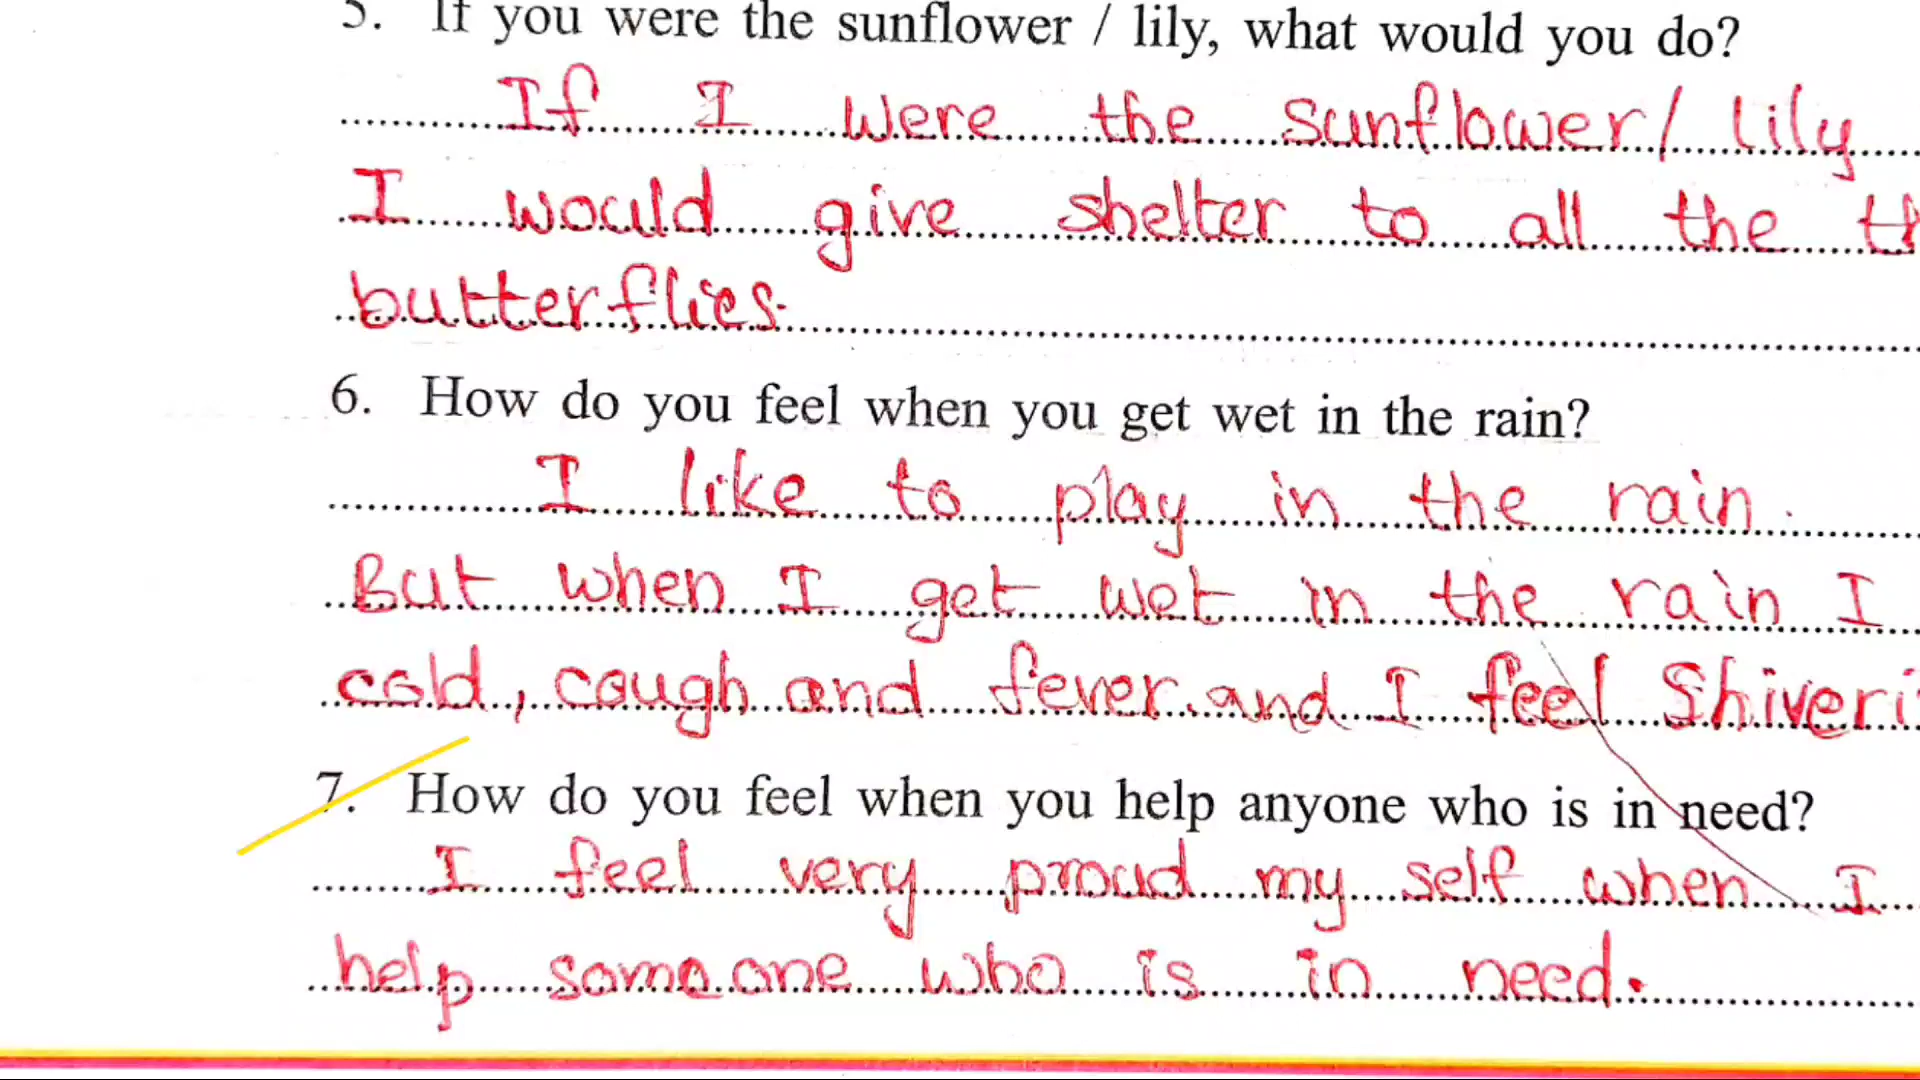 5. If you were the sunflower / lily, what would you do?
If I were the sunflower/ lily
I would give shelter to all the
butterflies.
6. How do you feel when you get wet in the rain?
I like to play in the rain.
But when I get wet in the rain I
cold, cough and fever. and I feel
7. How do you feel when you help anyone who is in need?
I feel very proud my self when I
help someone who is in need.